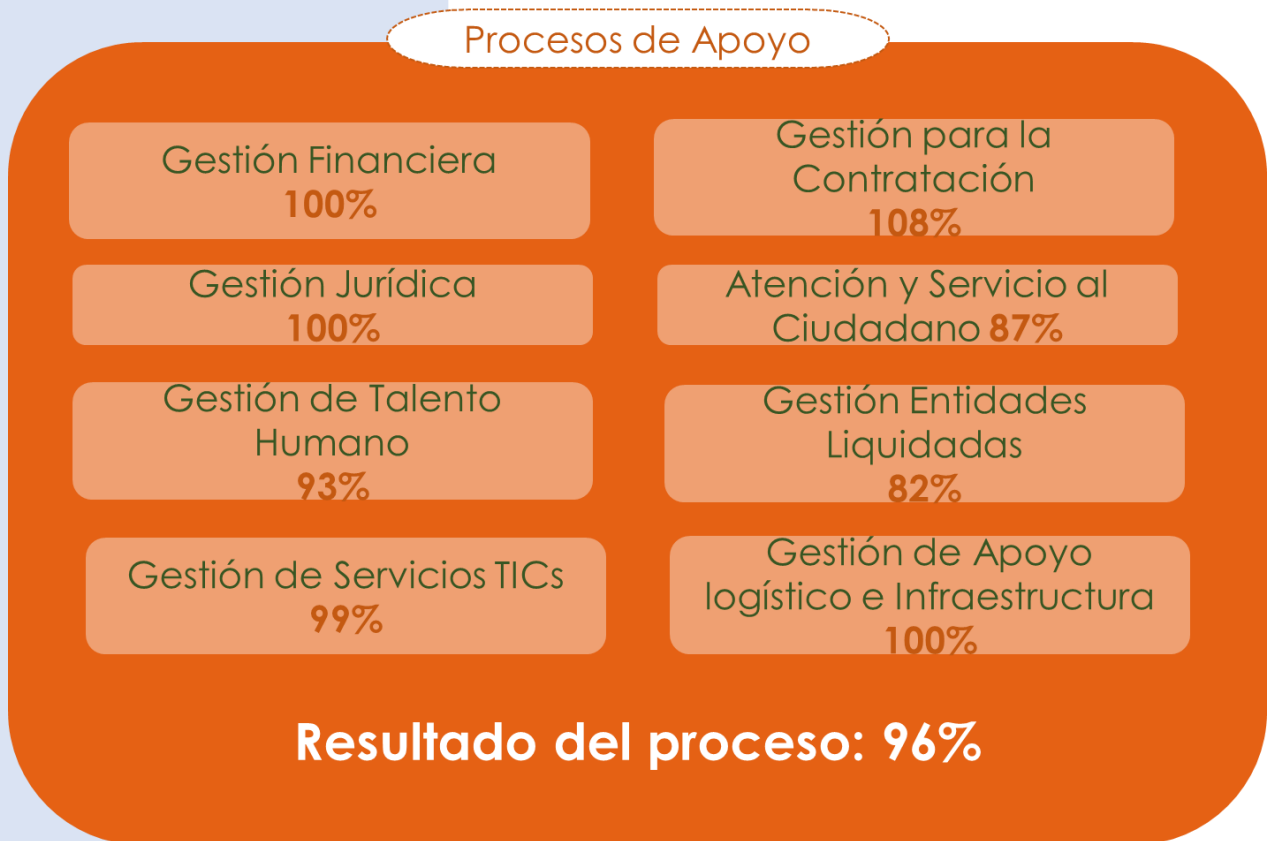 Procesos de Apoyo
Gestión Financiera
100%
Gestión para la
Contratación
108%
Gestión Jurídica
100%
Atención y Servicio al
Ciudadano 87%
Gestión de Talento
Humano
93%
Gestión Entidades
Liquidadas
82%
Gestión de Servicios TICs
99%
Gestión de Apoyo
logístico e Infraestructura
100%
Resultado del proceso: 96%